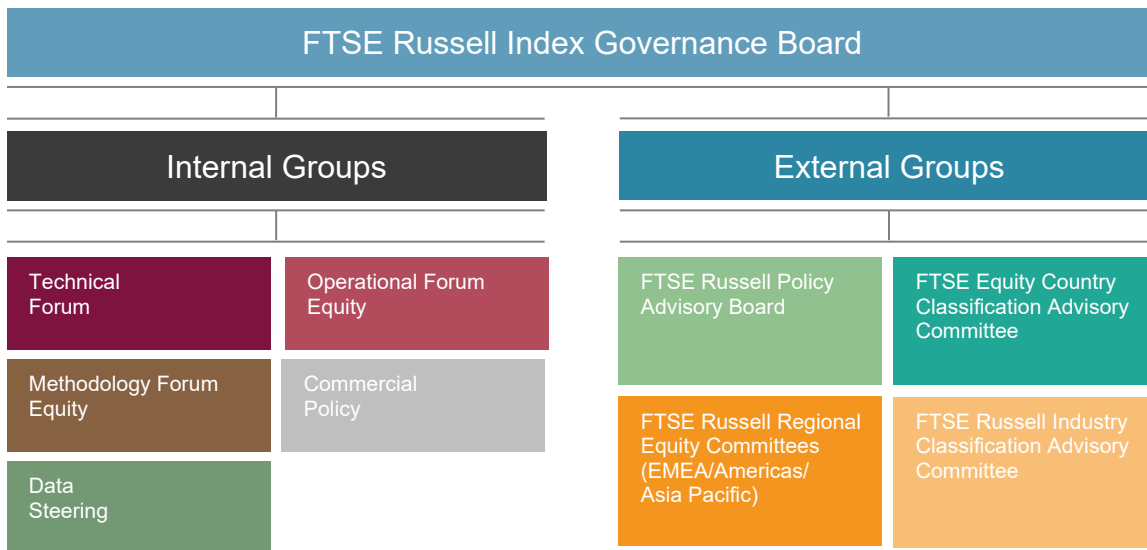 FTSE Russell Index Governance Board
Internal Groups
External Groups
Technical
Forum
Operational Forum
Equity
Methodology Forum
Equity
Commercial
Policy
Data
Steering
FTSE Russell Policy
Advisory Board
FTSE Equity Country
Classification Advisory
Committee
FTSE Russell Regional
Equity Committees
(EMEA/Americas/
Asia Pacific)
FTSE Russell Industry
Classification Advisory
Committee